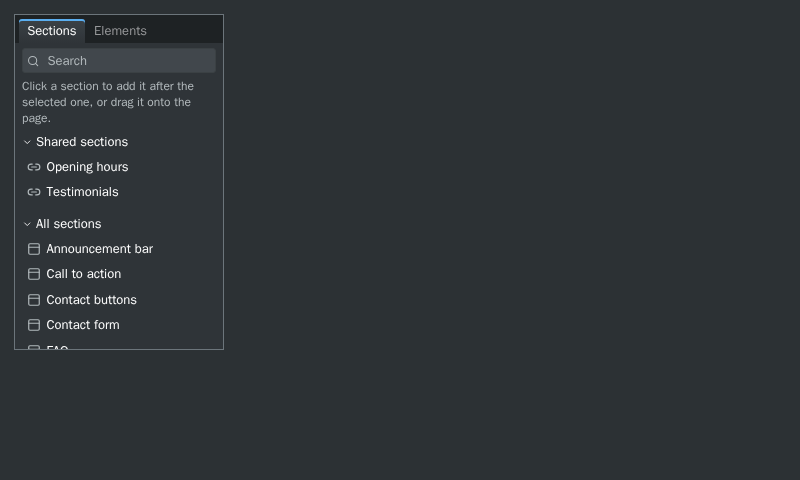 Sections
Elements
Search
Click a section to add it after the
selected one, or drag it onto the
page.
Shared sections
Opening hours
Testimonials
All sections
Announcement bar
Call to action
Contact buttons
Contact form
FAQ